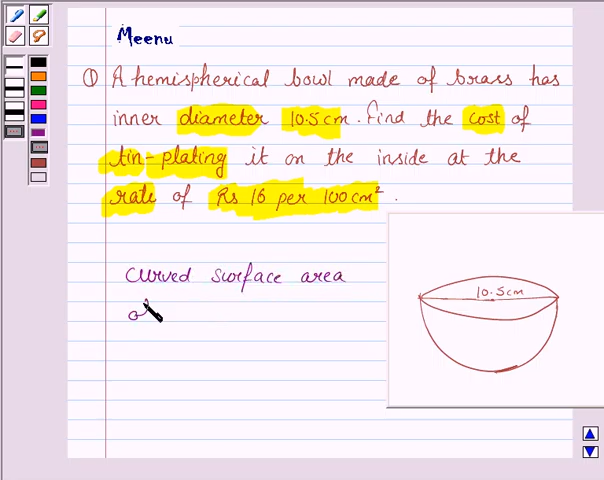 Meenu
① A hemispherical bowl made of brass has
inner diameter 10.5cm. Find the cost of
tin-plating it on the inside at the
rate of Rs 16 per 100cm².
10.5cm
Curved surface area
of